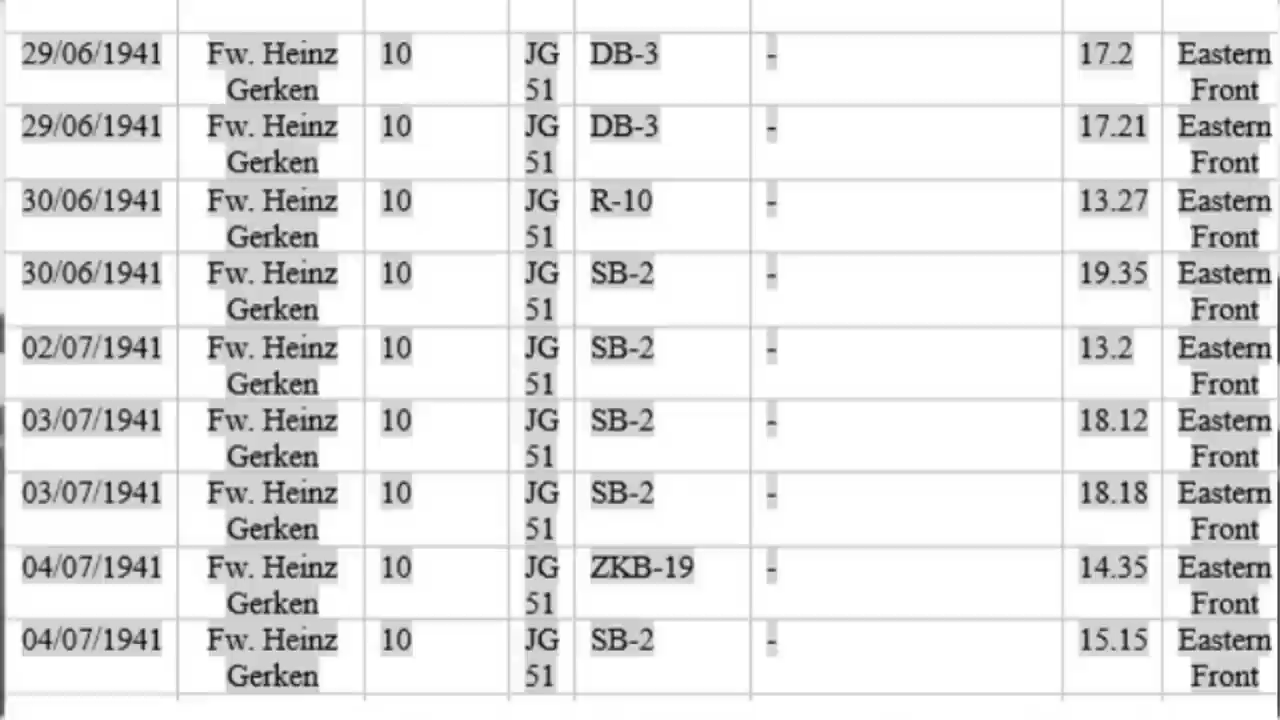 29/06/1941 Fw. Heinz 10 JG DB-3 - 17.2 Eastern
Gerken 51 Front
29/06/1941 Fw. Heinz 10 JG DB-3 - 17.21 Eastern
Gerken 51 Front
30/06/1941 Fw. Heinz 10 JG R-10 - 13.27 Eastern
Gerken 51 Front
30/06/1941 Fw. Heinz 10 JG SB-2 - 19.35 Eastern
Gerken 51 Front
02/07/1941 Fw. Heinz 10 JG SB-2 - 13.2 Eastern
Gerken 51 Front
03/07/1941 Fw. Heinz 10 JG SB-2 - 18.12 Eastern
Gerken 51 Front
03/07/1941 Fw. Heinz 10 JG SB-2 - 18.18 Eastern
Gerken 51 Front
04/07/1941 Fw. Heinz 10 JG ZKB-19 - 14.35 Eastern
Gerken 51 Front
04/07/1941 Fw. Heinz 10 JG SB-2 - 15.15 Eastern
Gerken 51 Front